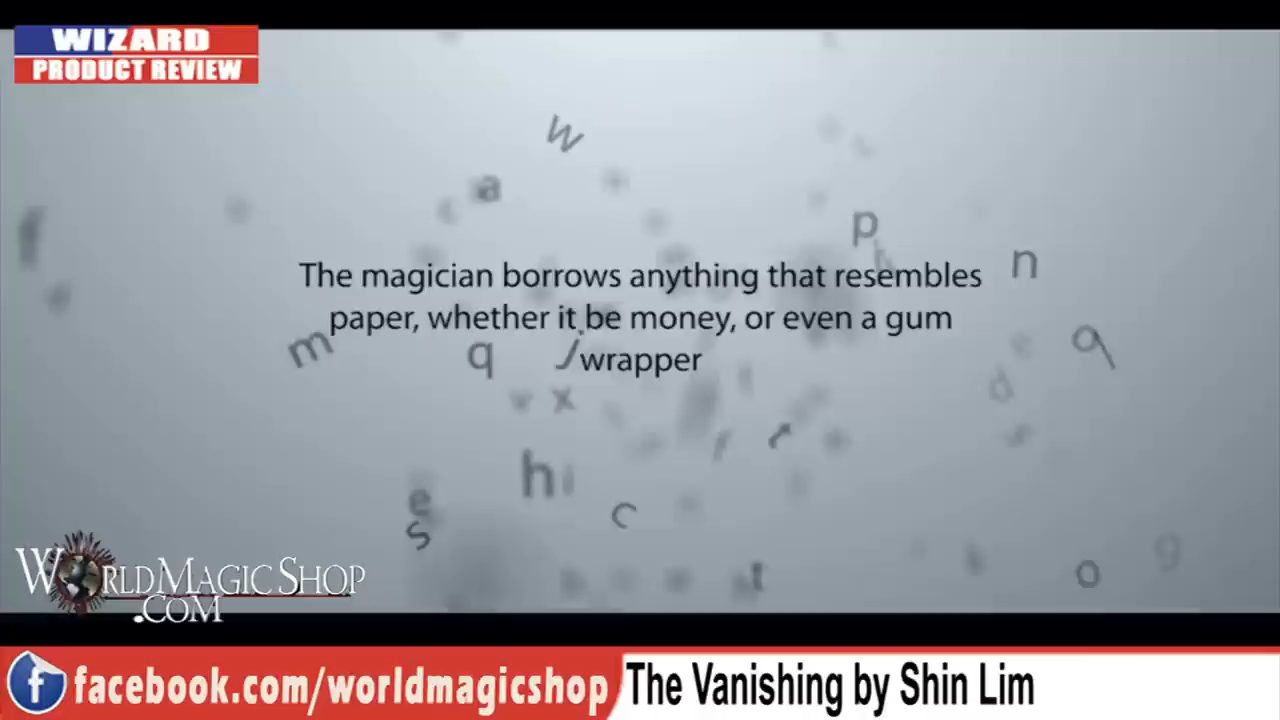 WIZARD
PRODUCT REVIEW
w
a
p
n
f
The magician borrows anything that resembles
paper, whether it be money, or even a gum
wrapper
m
q
j
q
d
v x
r
h i
e
s
c
t
o
g
WORLDMAGICSHOP
.COM
f
facebook.com/worldmagicshop
The Vanishing by Shin Lim